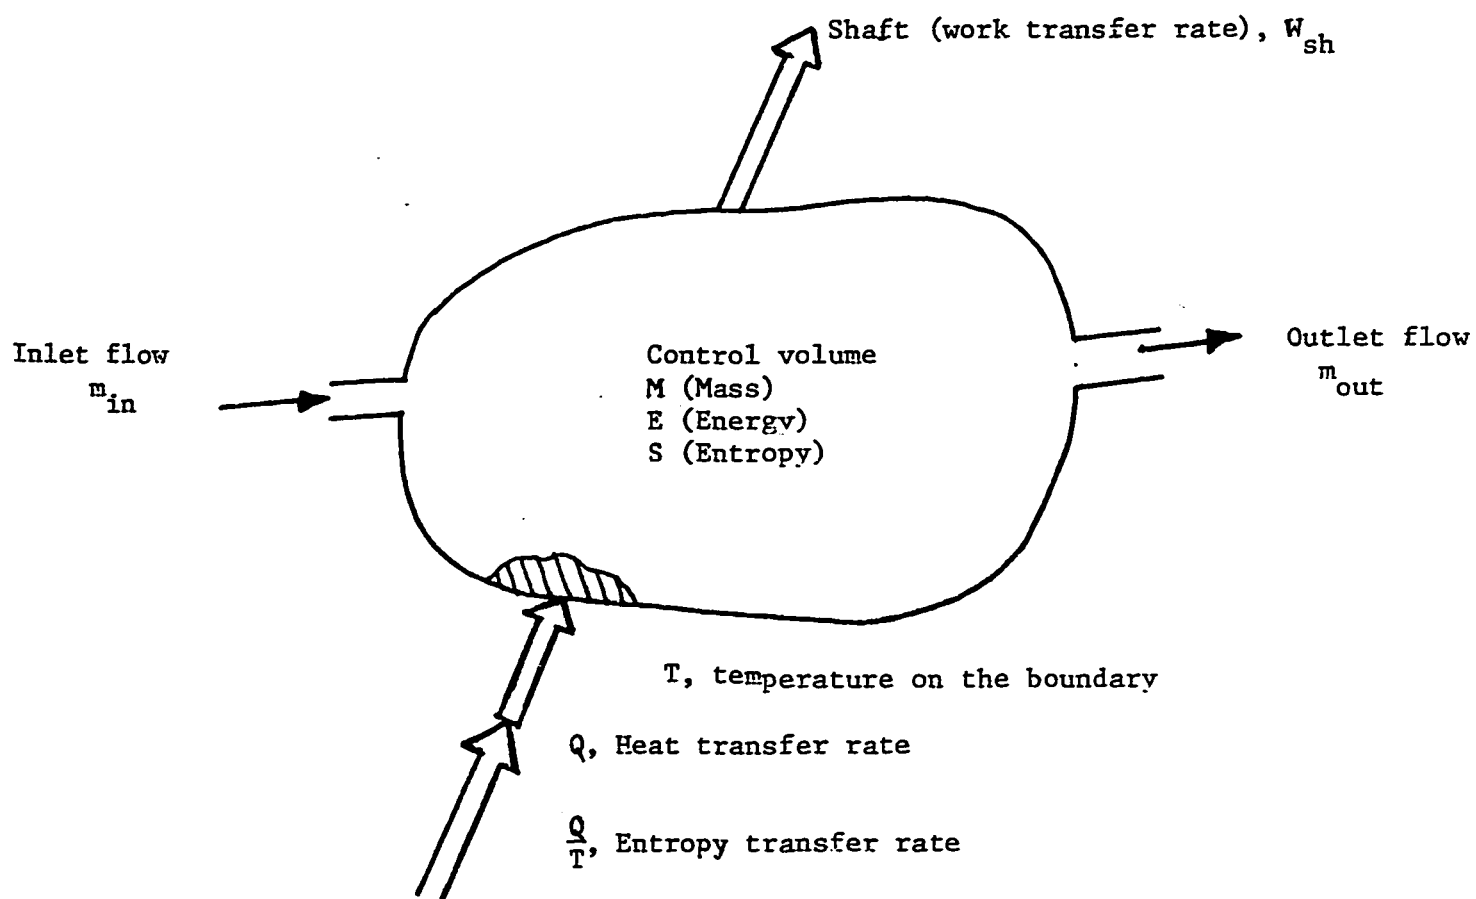 Shaft (work transfer rate), W_sh
Inlet flow
m_in
Control volume
M (Mass)
E (Energy)
S (Entropy)
Outlet flow
m_out
T, temperature on the boundary
Q, Heat transfer rate
Q/T, Entropy transfer rate